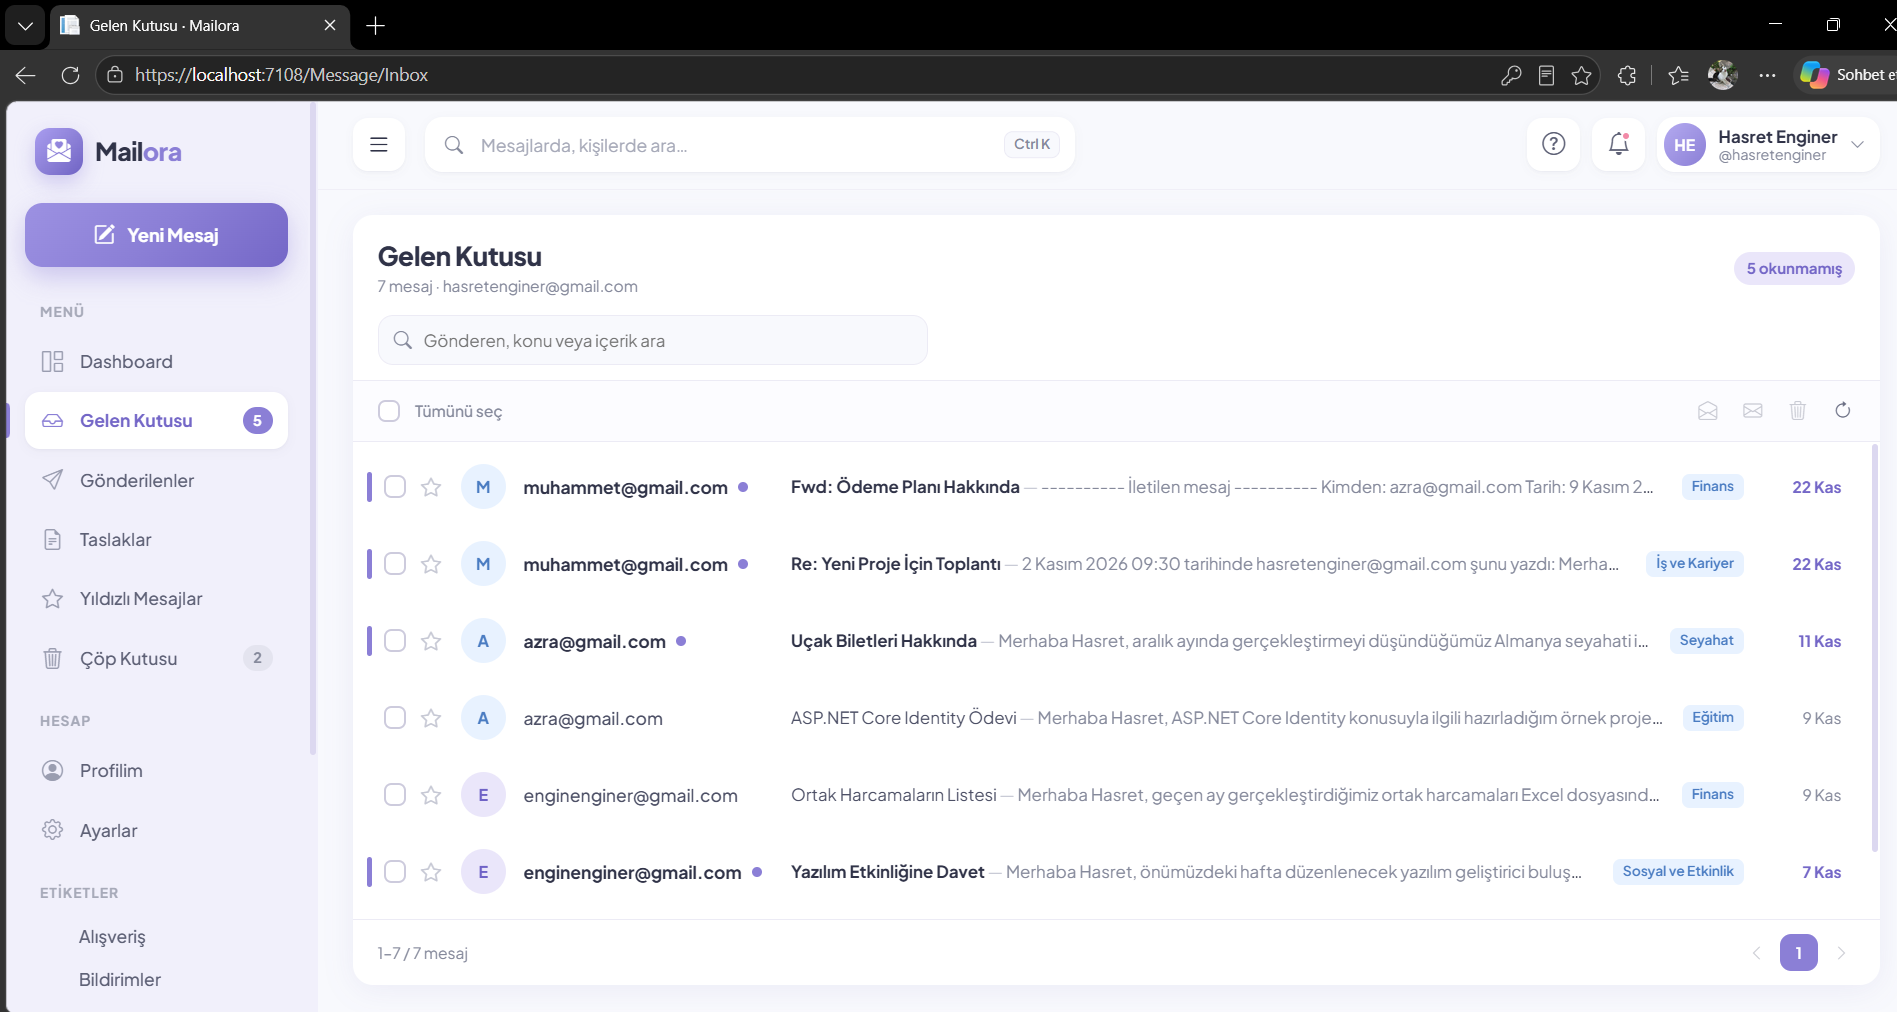 Gelen Kutusu · Mailora
https://localhost:7108/Message/Inbox
Sohbet e
Mailora
Mesajlarda, kişilerde ara...
Ctrl K
HE
Hasret Enginer
@hasretenginer
Yeni Mesaj
MENÜ
Dashboard
Gelen Kutusu 5
Gönderilenler
Taslaklar
Yıldızlı Mesajlar
Çöp Kutusu 2
HESAP
Profilim
Ayarlar
ETİKETLER
Alışveriş
Bildirimler
Gelen Kutusu
7 mesaj · hasretenginer@gmail.com
5 okunmamış
Gönderen, konu veya içerik ara
Tümünü seç
M muhammet@gmail.com Fwd: Ödeme Planı Hakkında — ---------- İletilen mesaj ---------- Kimden: azra@gmail.com Tarih: 9 Kasım 2... Finans 22 Kas
M muhammet@gmail.com Re: Yeni Proje İçin Toplantı — 2 Kasım 2026 09:30 tarihinde hasretenginer@gmail.com şunu yazdı: Merha... İş ve Kariyer 22 Kas
A azra@gmail.com Uçak Biletleri Hakkında — Merhaba Hasret, aralık ayında gerçekleştirmeyi düşündüğümüz Almanya seyahati i... Seyahat 11 Kas
A azra@gmail.com ASP.NET Core Identity Ödevi — Merhaba Hasret, ASP.NET Core Identity konusuyla ilgili hazırladığım örnek proje... Eğitim 9 Kas
E enginenginer@gmail.com Ortak Harcamaların Listesi — Merhaba Hasret, geçen ay gerçekleştirdiğimiz ortak harcamaları Excel dosyasınd... Finans 9 Kas
E enginenginer@gmail.com Yazılım Etkinliğine Davet — Merhaba Hasret, önümüzdeki hafta düzenlenecek yazılım geliştirici buluş... Sosyal ve Etkinlik 7 Kas
1-7 / 7 mesaj
1